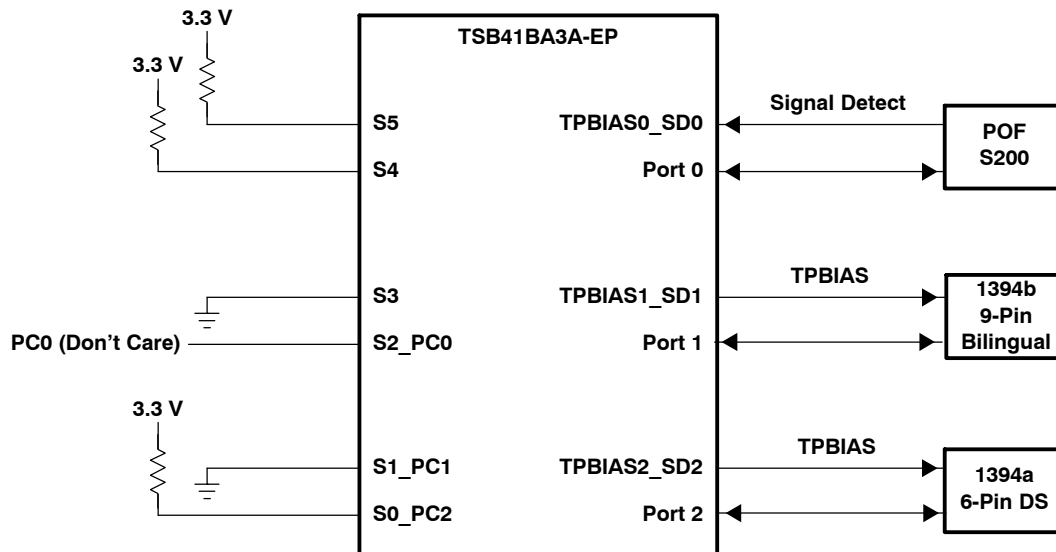 TSB41BA3A-EP
3.3 V
3.3 V
S5
S4
TPBIAS0_SD0
Port 0
Signal Detect
POF
S200
S3
PC0 (Don't Care)
S2_PC0
TPBIAS1_SD1
Port 1
TPBIAS
1394b
9-Pin
Bilingual
3.3 V
S1_PC1
S0_PC2
TPBIAS2_SD2
Port 2
TPBIAS
1394a
6-Pin DS